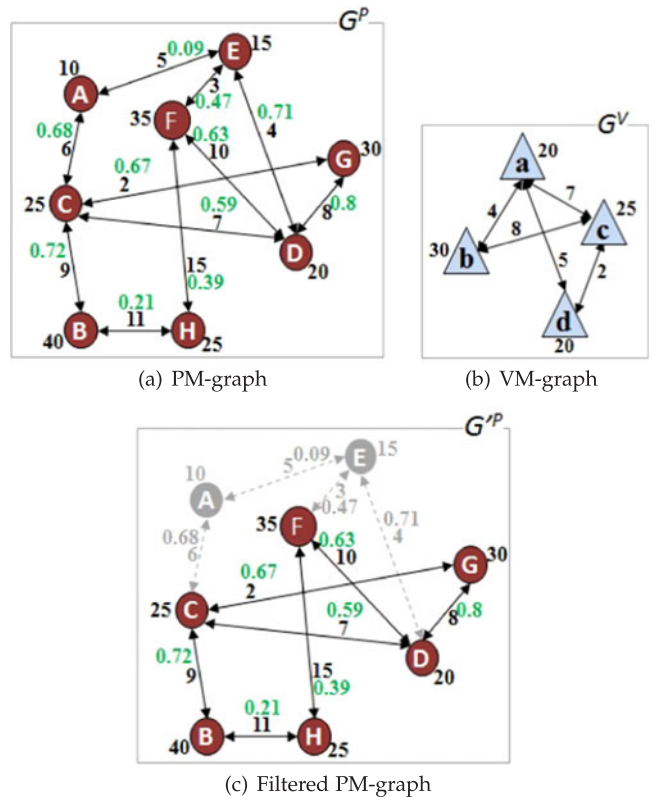 G^P
E 15
0.09
5
10
A
3
0.47
35 F
0.63
10
0.71
4
0.68
6
G 30
0.67
2
25 C
0.59
7
8 0.8
D
20
0.72
9
15
0.39
0.21
11
B
40
H
25
(a) PM-graph
G^V
a 20
7
4
8
c 25
30 b
5
2
d
20
(b) VM-graph
G'^P
E 15
0.09
5
10
A
3
0.47
35 F
0.63
10
0.71
4
0.68
6
G 30
0.67
2
25 C
0.59
7
8 0.8
D
20
0.72
9
15
0.39
0.21
11
B
40
H
25
(c) Filtered PM-graph